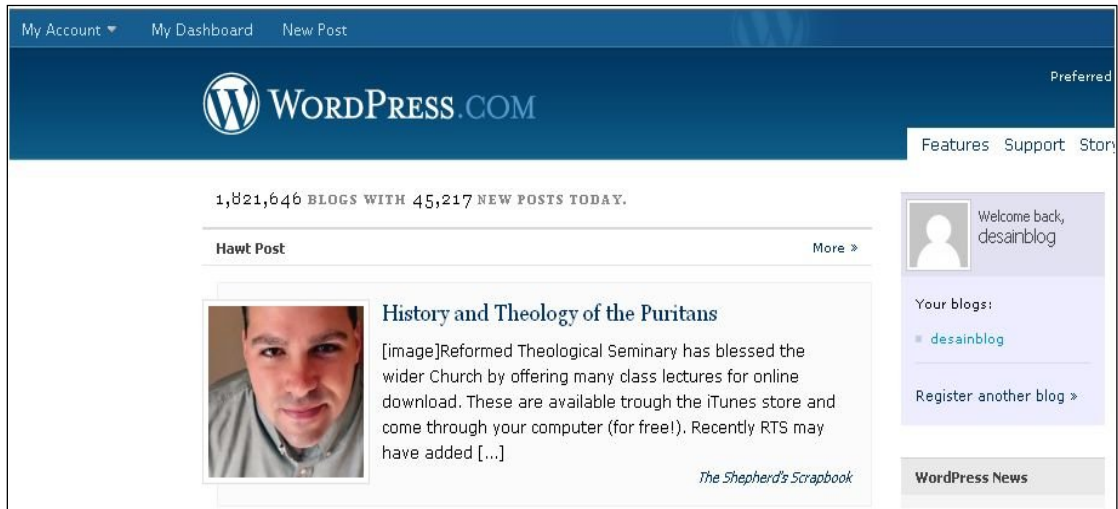 My Account My Dashboard New Post
WORDPRESS.COM
Preferred
Features Support Story
1,821,646 BLOGS WITH 45,217 NEW POSTS TODAY.
Hawt Post More »
History and Theology of the Puritans
[image]Reformed Theological Seminary has blessed the
wider Church by offering many class lectures for online
download. These are available trough the iTunes store and
come through your computer (for free!). Recently RTS may
have added [...]
The Shepherd's Scrapbook
Welcome back,
desainblog
Your blogs:
desainblog
Register another blog »
WordPress News